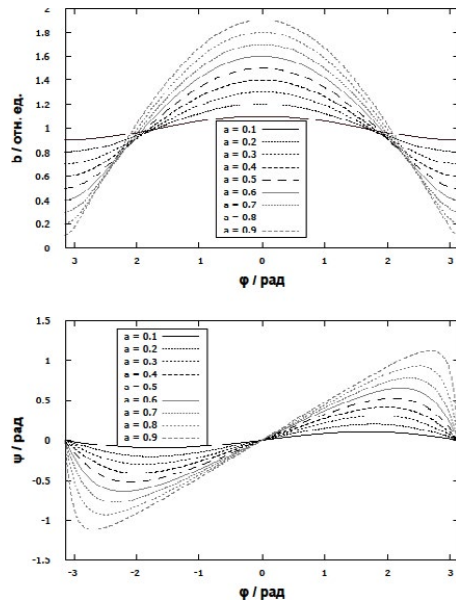 2
1.8
1.6
1.4
1.2
1
0.8
0.6
0.4
0.2
0
b / отн. ед.
a = 0.1
a = 0.2
a = 0.3
a = 0.4
a = 0.5
a = 0.6
a = 0.7
a = 0.8
a = 0.9
3 2 1 0 1 2 3
φ / рад
1.5
1
0.5
0
-0.5
-1
-1.5
ψ / рад
a = 0.1
a = 0.2
a = 0.3
a = 0.4
a = 0.5
a = 0.6
a = 0.7
a = 0.8
a = 0.9
-3 -2 -1 0 1 2 3
φ / рад